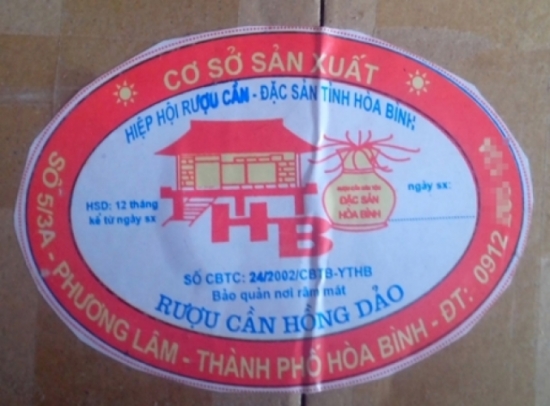 CƠ SỞ SẢN XUẤT
HIỆP HỘI RƯỢU CẦN - ĐẶC SẢN TỈNH HÒA BÌNH
HSD: 12 tháng
kể từ ngày sx
ĐẶC SẢN
HÒA BÌNH
ngày sx:
HB
SỐ CBTC: 24/2002/CBTB-YTHB
Bảo quản nơi râm mát
RƯỢU CẦN HỒNG DẢO
SỐ 5/3A - PHƯƠNG LÂM - THÀNH PHỐ HÒA BÌNH - ĐT: 0912